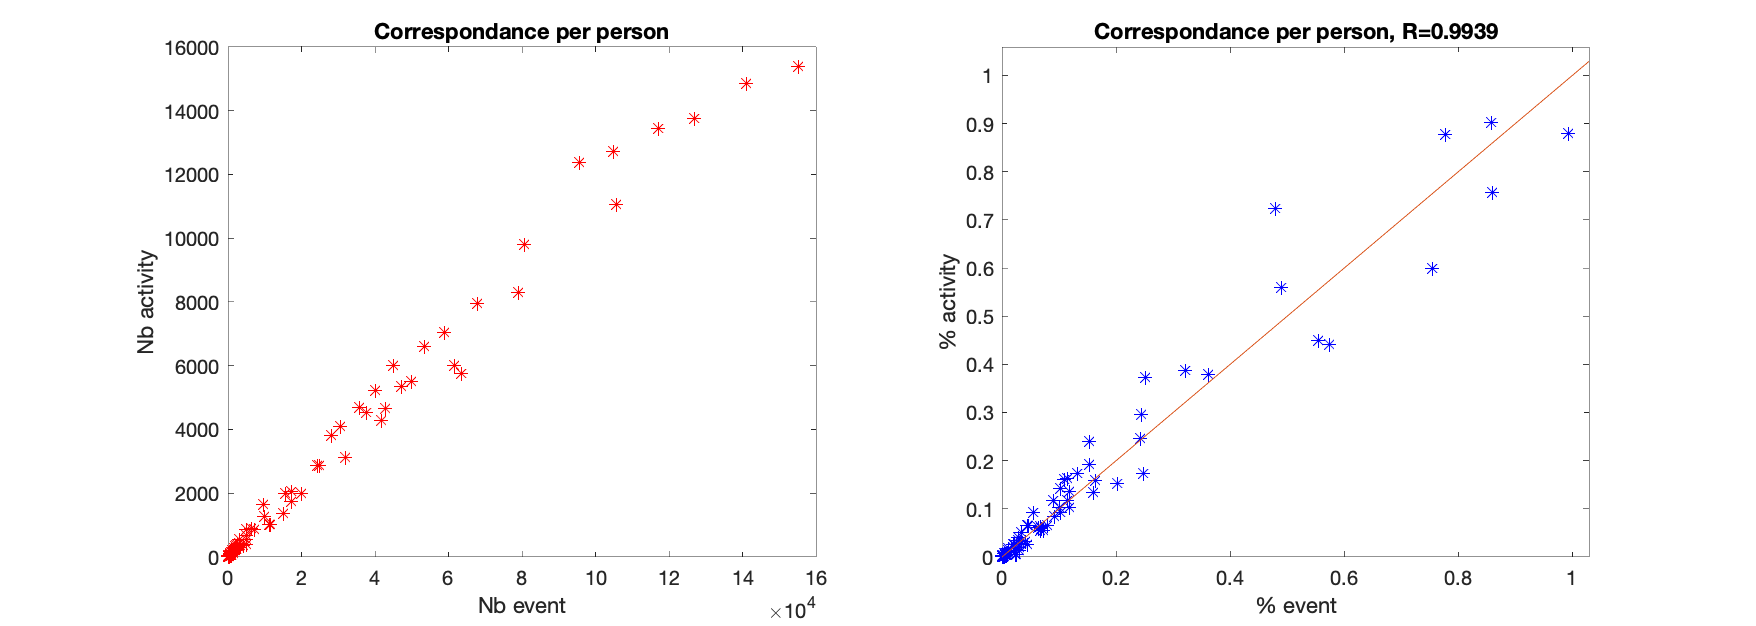 Correspondance per person
16000
14000
12000
10000
8000
6000
4000
2000
0
Nb activity
0 2 4 6 8 10 12 14 16
Nb event
×10^4
Correspondance per person, R=0.9939
1
0.9
0.8
0.7
0.6
0.5
0.4
0.3
0.2
0.1
0
% activity
0 0.2 0.4 0.6 0.8 1
% event